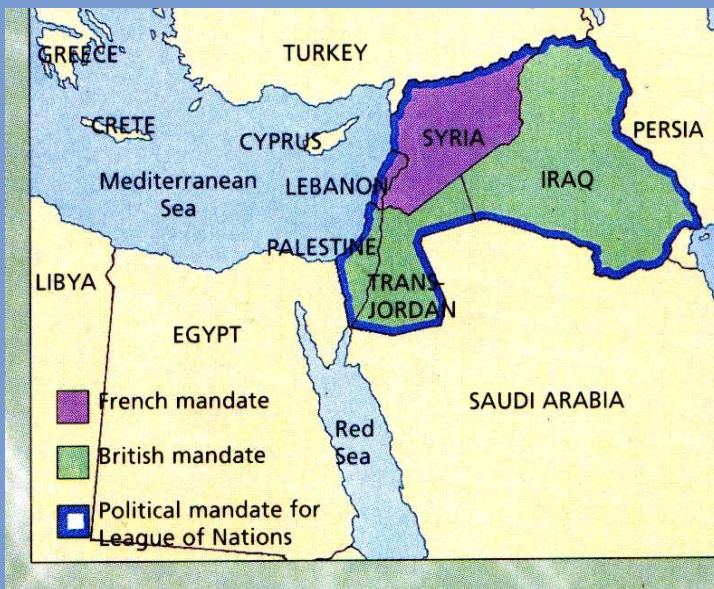 GREECE
TURKEY
CRETE
CYPRUS
SYRIA
PERSIA
Mediterranean
Sea
LEBANON
IRAQ
PALESTINE
LIBYA
TRANS-
JORDAN
EGYPT
French mandate
SAUDI ARABIA
Red
Sea
British mandate
Political mandate for
League of Nations